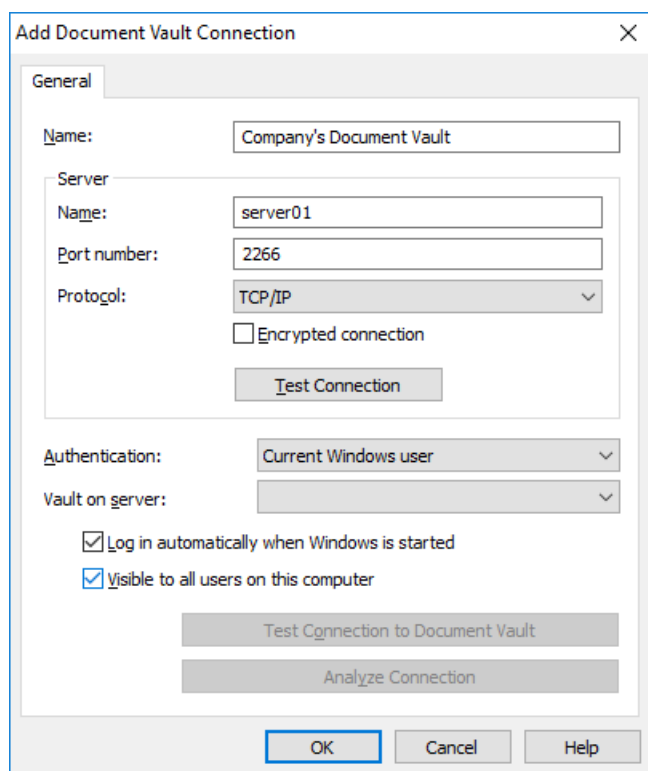 Add Document Vault Connection
General
Name: Company's Document Vault
Server
Name: server01
Port number: 2266
Protocol: TCP/IP
Encrypted connection
Test Connection
Authentication: Current Windows user
Vault on server:
Log in automatically when Windows is started
Visible to all users on this computer
Test Connection to Document Vault
Analyze Connection
OK Cancel Help